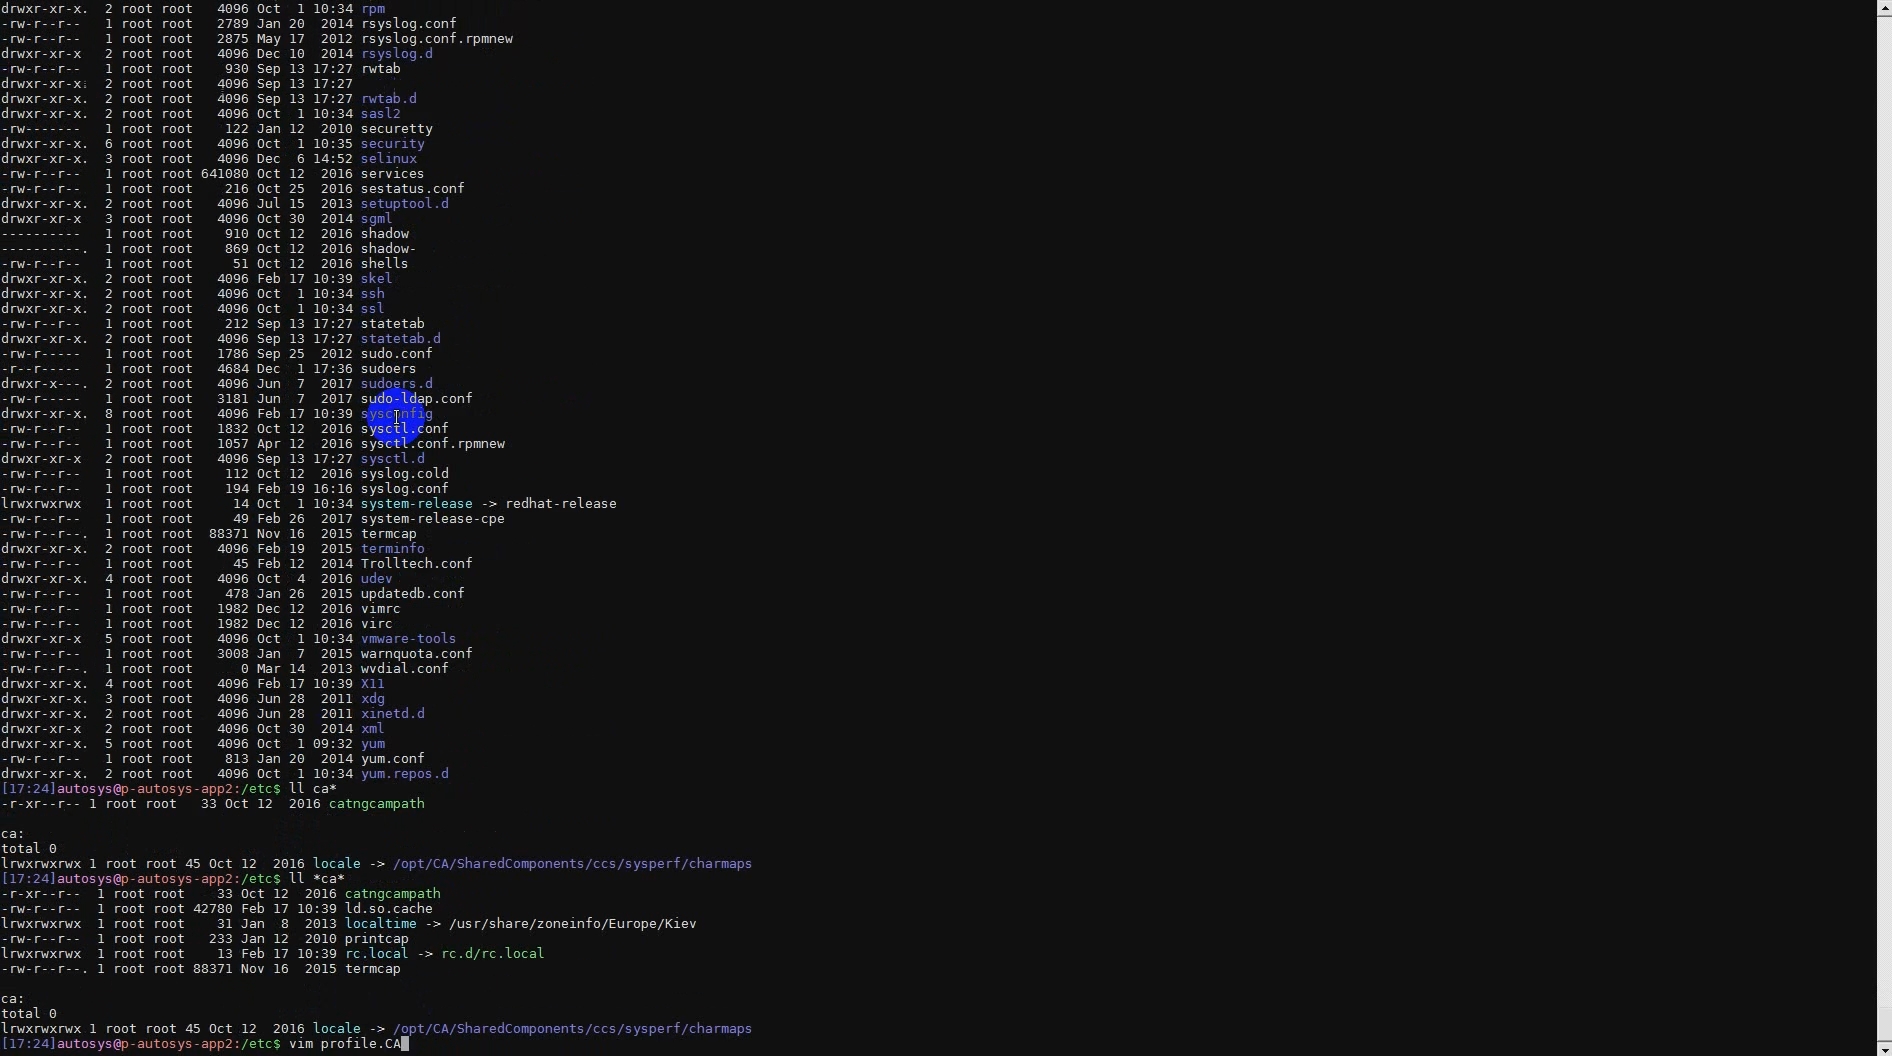 drwxr-xr-x.  2 root root   4096 Oct  1 10:34 rpm
-rw-r--r--   1 root root   2789 Jan 20  2014 rsyslog.conf
-rw-r--r--   1 root root   2875 May 17  2012 rsyslog.conf.rpmnew
drwxr-xr-x   2 root root   4096 Dec 10  2014 rsyslog.d
-rw-r--r--   1 root root    930 Sep 13 17:27 rwtab
drwxr-xr-x.  2 root root   4096 Sep 13 17:27
drwxr-xr-x.  2 root root   4096 Sep 13 17:27 rwtab.d
drwxr-xr-x.  2 root root   4096 Oct  1 10:34 sasl2
-rw-------   1 root root    122 Jan 12  2010 securetty
drwxr-xr-x.  6 root root   4096 Oct  1 10:35 security
drwxr-xr-x.  3 root root   4096 Dec  6 14:52 selinux
-rw-r--r--   1 root root 641080 Oct 12  2016 services
-rw-r--r--   1 root root    216 Oct 25  2016 sestatus.conf
drwxr-xr-x.  2 root root   4096 Jul 15  2013 setuptool.d
drwxr-xr-x   3 root root   4096 Oct 30  2014 sgml
----------   1 root root    910 Oct 12  2016 shadow
----------.  1 root root    869 Oct 12  2016 shadow-
-rw-r--r--   1 root root     51 Oct 12  2016 shells
drwxr-xr-x.  2 root root   4096 Feb 17 10:39 skel
drwxr-xr-x.  2 root root   4096 Oct  1 10:34 ssh
drwxr-xr-x.  2 root root   4096 Oct  1 10:34 ssl
-rw-r--r--   1 root root    212 Sep 13 17:27 statetab
drwxr-xr-x.  2 root root   4096 Sep 13 17:27 statetab.d
-rw-r-----   1 root root   1786 Sep 25  2012 sudo.conf
-r--r-----   1 root root   4684 Dec  1 17:36 sudoers
drwxr-x---.  2 root root   4096 Jun  7  2017 sudoers.d
-rw-r-----   1 root root   3181 Jun  7  2017 sudo-ldap.conf
drwxr-xr-x.  8 root root   4096 Feb 17 10:39 sysconfig
-rw-r--r--   1 root root   1832 Oct 12  2016 sysctl.conf
-rw-r--r--   1 root root   1057 Apr 12  2016 sysctl.conf.rpmnew
drwxr-xr-x   2 root root   4096 Sep 13 17:27 sysctl.d
-rw-r--r--   1 root root    112 Oct 12  2016 syslog.cold
-rw-r--r--   1 root root    194 Feb 19 16:16 syslog.conf
lrwxrwxrwx   1 root root     14 Oct  1 10:34 system-release -> redhat-release
-rw-r--r--   1 root root     49 Feb 26  2017 system-release-cpe
-rw-r--r--.  1 root root  88371 Nov 16  2015 termcap
drwxr-xr-x.  2 root root   4096 Feb 19  2015 terminfo
-rw-r--r--   1 root root     45 Feb 12  2014 Trolltech.conf
drwxr-xr-x.  4 root root   4096 Oct  4  2016 udev
-rw-r--r--   1 root root    478 Jan 26  2015 updatedb.conf
-rw-r--r--   1 root root   1982 Dec 12  2016 vimrc
-rw-r--r--   1 root root   1982 Dec 12  2016 virc
drwxr-xr-x   5 root root   4096 Oct  1 10:34 vmware-tools
-rw-r--r--   1 root root   3008 Jan  7  2015 warnquota.conf
-rw-r--r--.  1 root root      0 Mar 14  2013 wvdial.conf
drwxr-xr-x.  4 root root   4096 Feb 17 10:39 X11
drwxr-xr-x.  3 root root   4096 Jun 28  2011 xdg
drwxr-xr-x.  2 root root   4096 Jun 28  2011 xinetd.d
drwxr-xr-x   2 root root   4096 Oct 30  2014 xml
drwxr-xr-x.  5 root root   4096 Oct  1 09:32 yum
-rw-r--r--   1 root root    813 Jan 20  2014 yum.conf
drwxr-xr-x.  2 root root   4096 Oct  1 10:34 yum.repos.d
[17:24]autosys@p-autosys-app2:/etc$ ll ca*
-r-xr--r-- 1 root root   33 Oct 12  2016 catngcampath
ca:
total 0
lrwxrwxrwx 1 root root 45 Oct 12  2016 locale -> /opt/CA/SharedComponents/ccs/sysperf/charmaps
[17:24]autosys@p-autosys-app2:/etc$ ll *ca*
-r-xr--r--  1 root root    33 Oct 12  2016 catngcampath
-rw-r--r--  1 root root 42780 Feb 17 10:39 ld.so.cache
lrwxrwxrwx  1 root root    31 Jan  8  2013 localtime -> /usr/share/zoneinfo/Europe/Kiev
-rw-r--r--  1 root root   233 Jan 12  2010 printcap
lrwxrwxrwx  1 root root    13 Feb 17 10:39 rc.local -> rc.d/rc.local
-rw-r--r--. 1 root root 88371 Nov 16  2015 termcap
ca:
total 0
lrwxrwxrwx 1 root root 45 Oct 12  2016 locale -> /opt/CA/SharedComponents/ccs/sysperf/charmaps
[17:24]autosys@p-autosys-app2:/etc$ vim profile.CA